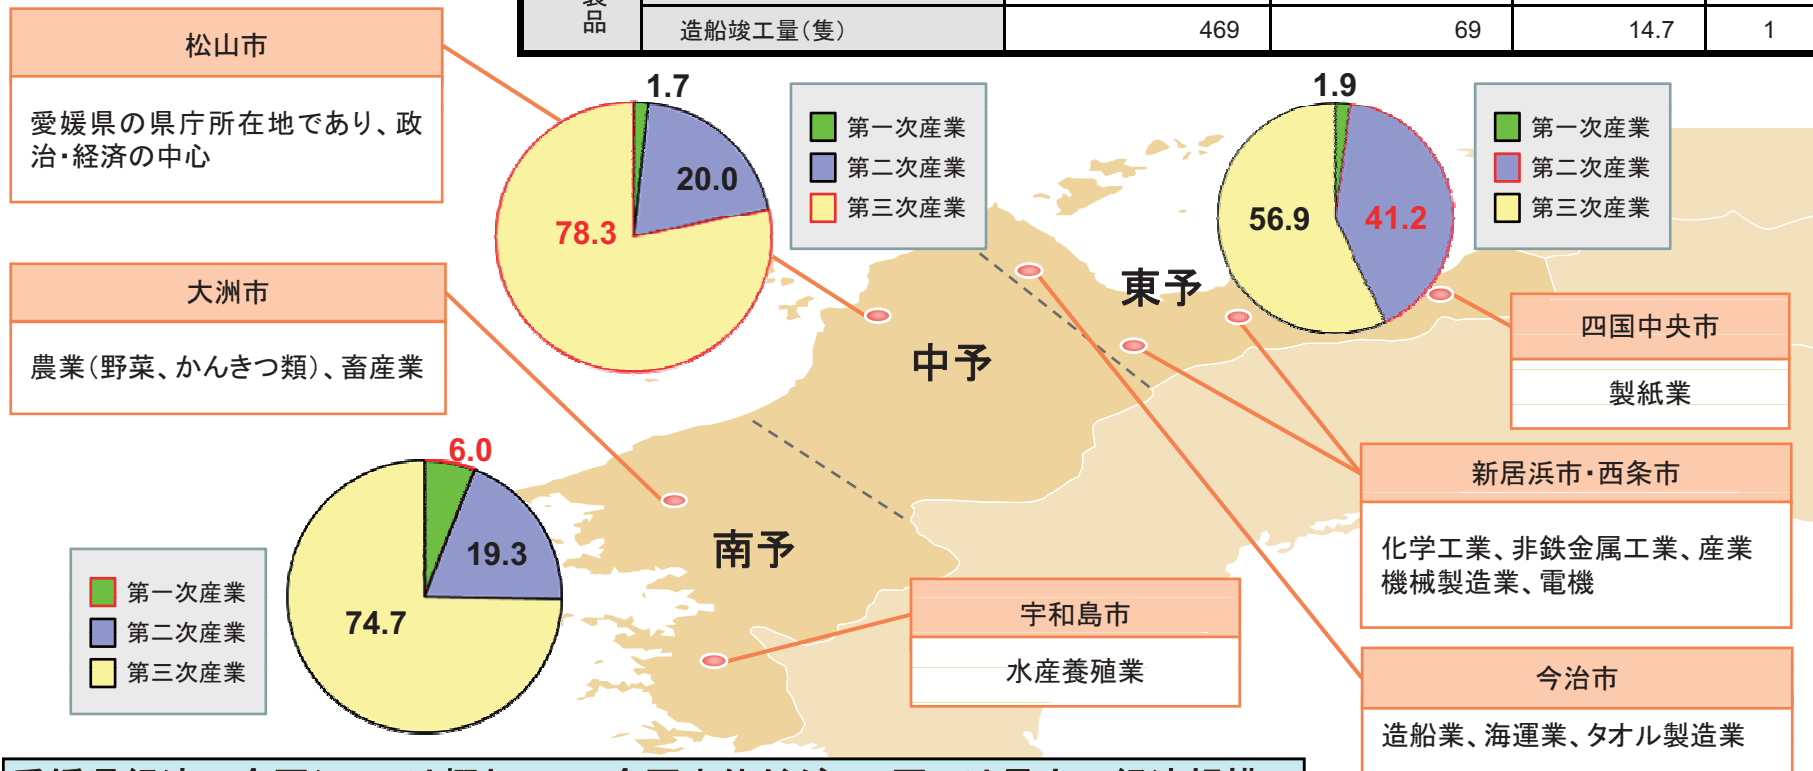 製品
造船竣工量（隻） 469 69 14.7 1
松山市
愛媛県の県庁所在地であり、政
治・経済の中心
1.7
20.0
78.3
第一次産業
第二次産業
第三次産業
1.9
41.2
56.9
第一次産業
第二次産業
第三次産業
大洲市
農業（野菜、かんきつ類）、畜産業
東予
中予
南予
四国中央市
製紙業
6.0
19.3
74.7
第一次産業
第二次産業
第三次産業
新居浜市・西条市
化学工業、非鉄金属工業、産業
機械製造業、電機
宇和島市
水産養殖業
今治市
造船業、海運業、タオル製造業